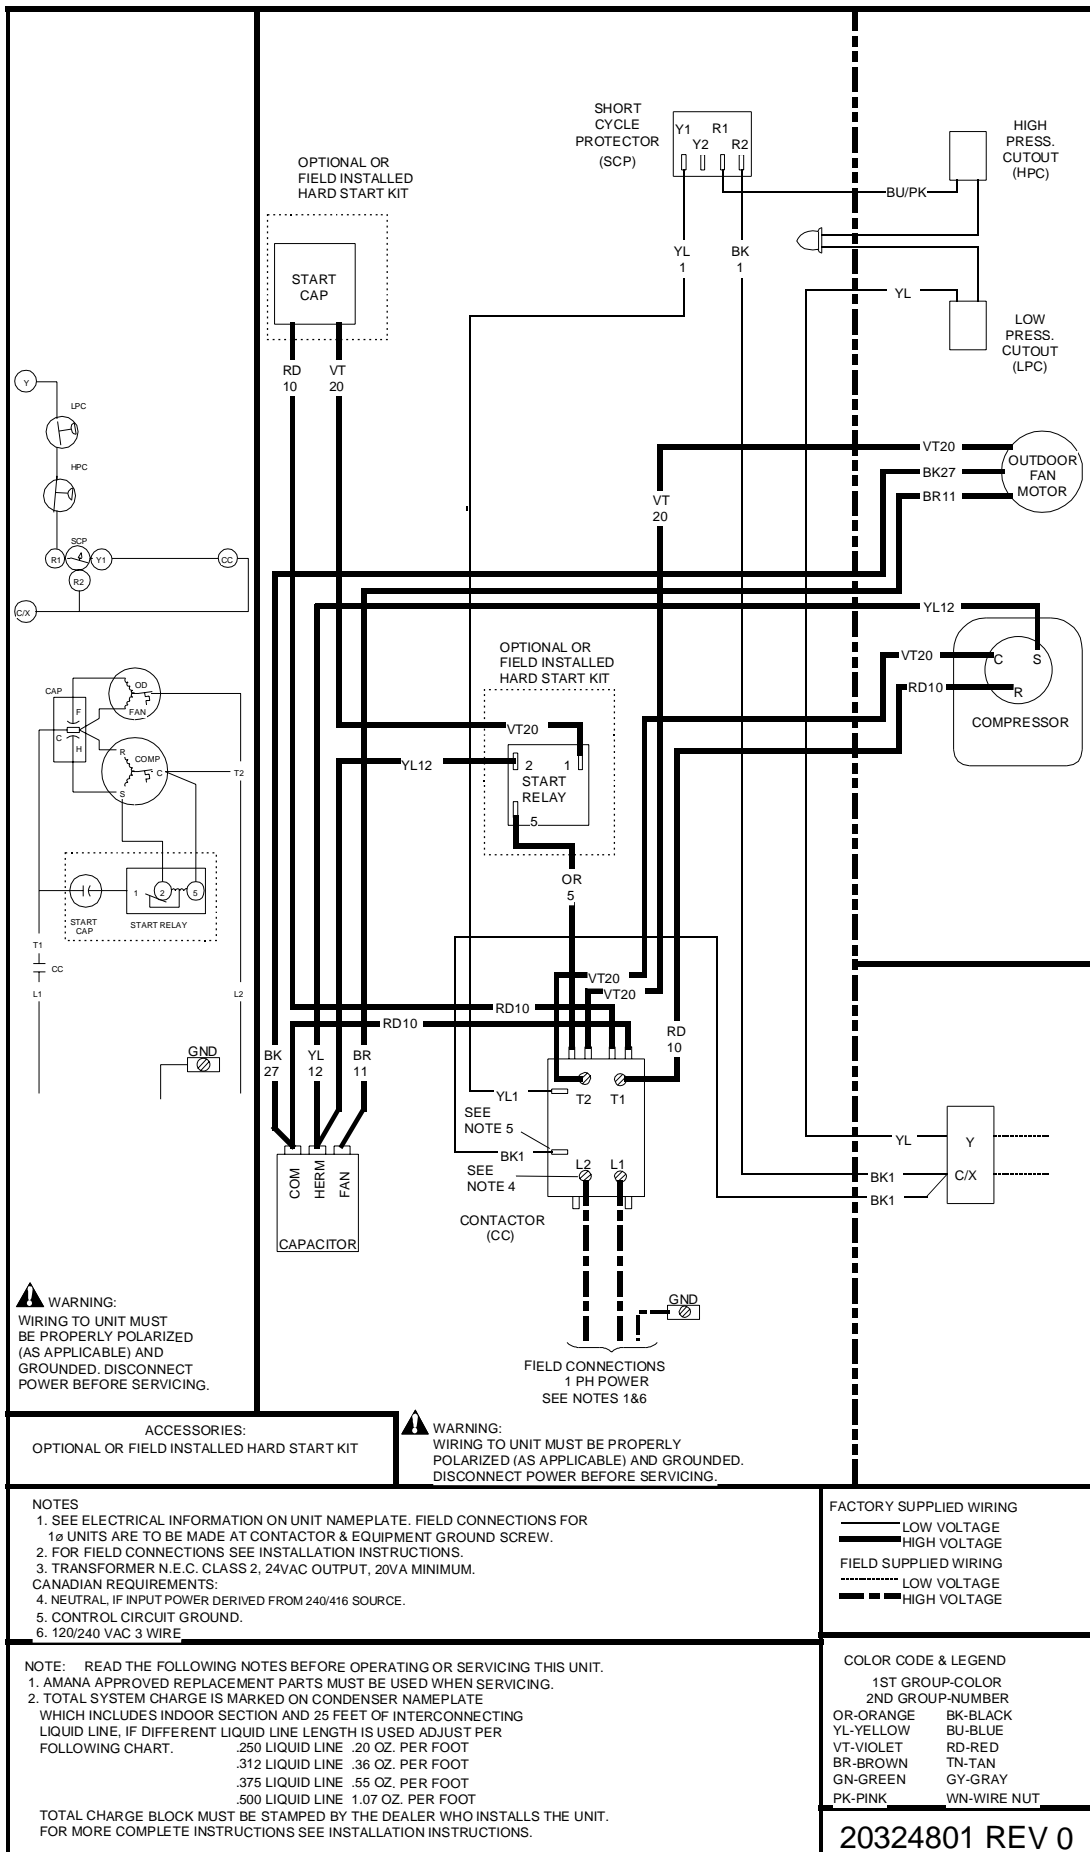 SHORT
CYCLE
PROTECTOR
(SCP)
Y1
Y2
R1
R2
HIGH
PRESS.
CUTOUT
(HPC)
BU/PK
OPTIONAL OR
FIELD INSTALLED
HARD START KIT
START
CAP
YL
1
BK
1
YL
LOW
PRESS.
CUTOUT
(LPC)
RD
10
VT
20
Y
LPC
HPC
SCP
R1
Y1
R2
CC
C/X
VT20
BK27
BR11
OUTDOOR
FAN
MOTOR
VT
20
YL12
VT20
RD10
C
S
R
COMPRESSOR
OPTIONAL OR
FIELD INSTALLED
HARD START KIT
VT20
YL12
2
1
START
RELAY
5
OR
5
CAP
F
C
H
OD
FAN
R
COMP
C
S
T2
1
2
5
START
CAP
START RELAY
T1
CC
L1
L2
GND
VT20
VT20
RD10
RD10
RD
10
BK
27
YL
12
BR
11
T2
T1
YL1
SEE
NOTE 5
BK1
SEE
NOTE 4
L2
L1
CONTACTOR
(CC)
COM
HERM
FAN
CAPACITOR
YL
BK1
BK1
Y
C/X
GND
FIELD CONNECTIONS
1 PH POWER
SEE NOTES 1&6
WARNING:
WIRING TO UNIT MUST
BE PROPERLY POLARIZED
(AS APPLICABLE) AND
GROUNDED. DISCONNECT
POWER BEFORE SERVICING.
ACCESSORIES:
OPTIONAL OR FIELD INSTALLED HARD START KIT
WARNING:
WIRING TO UNIT MUST BE PROPERLY
POLARIZED (AS APPLICABLE) AND GROUNDED.
DISCONNECT POWER BEFORE SERVICING.
NOTES
1. SEE ELECTRICAL INFORMATION ON UNIT NAMEPLATE. FIELD CONNECTIONS FOR
1ø UNITS ARE TO BE MADE AT CONTACTOR & EQUIPMENT GROUND SCREW.
2. FOR FIELD CONNECTIONS SEE INSTALLATION INSTRUCTIONS.
3. TRANSFORMER N.E.C. CLASS 2, 24VAC OUTPUT, 20VA MINIMUM.
CANADIAN REQUIREMENTS:
4. NEUTRAL, IF INPUT POWER DERIVED FROM 240/416 SOURCE.
5. CONTROL CIRCUIT GROUND.
6. 120/240 VAC 3 WIRE
FACTORY SUPPLIED WIRING
LOW VOLTAGE
HIGH VOLTAGE
FIELD SUPPLIED WIRING
LOW VOLTAGE
HIGH VOLTAGE
NOTE: READ THE FOLLOWING NOTES BEFORE OPERATING OR SERVICING THIS UNIT.
1. AMANA APPROVED REPLACEMENT PARTS MUST BE USED WHEN SERVICING.
2. TOTAL SYSTEM CHARGE IS MARKED ON CONDENSER NAMEPLATE
WHICH INCLUDES INDOOR SECTION AND 25 FEET OF INTERCONNECTING
LIQUID LINE, IF DIFFERENT LIQUID LINE LENGTH IS USED ADJUST PER
FOLLOWING CHART. .250 LIQUID LINE .20 OZ. PER FOOT
.312 LIQUID LINE .36 OZ. PER FOOT
.375 LIQUID LINE .55 OZ. PER FOOT
.500 LIQUID LINE 1.07 OZ. PER FOOT
TOTAL CHARGE BLOCK MUST BE STAMPED BY THE DEALER WHO INSTALLS THE UNIT.
FOR MORE COMPLETE INSTRUCTIONS SEE INSTALLATION INSTRUCTIONS.
COLOR CODE & LEGEND
1ST GROUP-COLOR
2ND GROUP-NUMBER
OR-ORANGE BK-BLACK
YL-YELLOW BU-BLUE
VT-VIOLET RD-RED
BR-BROWN TN-TAN
GN-GREEN GY-GRAY
PK-PINK WN-WIRE NUT
20324801 REV 0